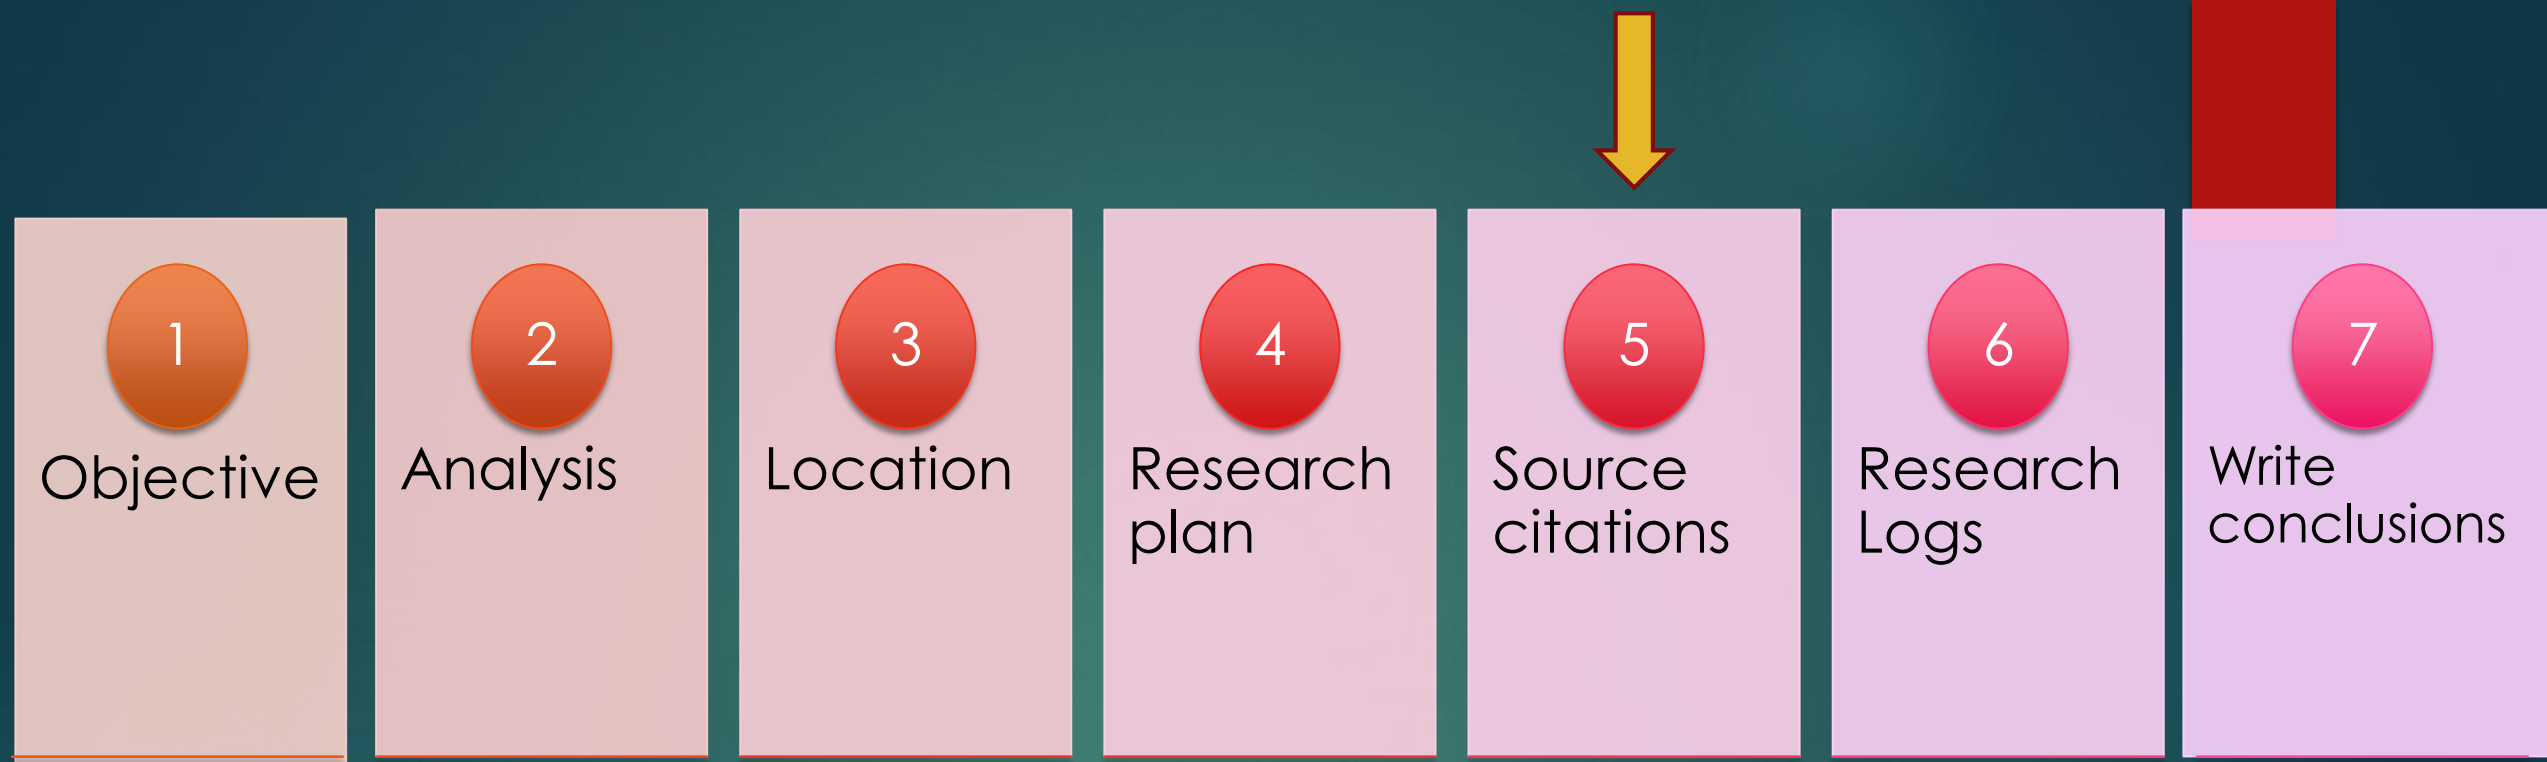 1
Objective
2
Analysis
3
Location
4
Research
plan
5
Source
citations
6
Research
Logs
7
Write
conclusions